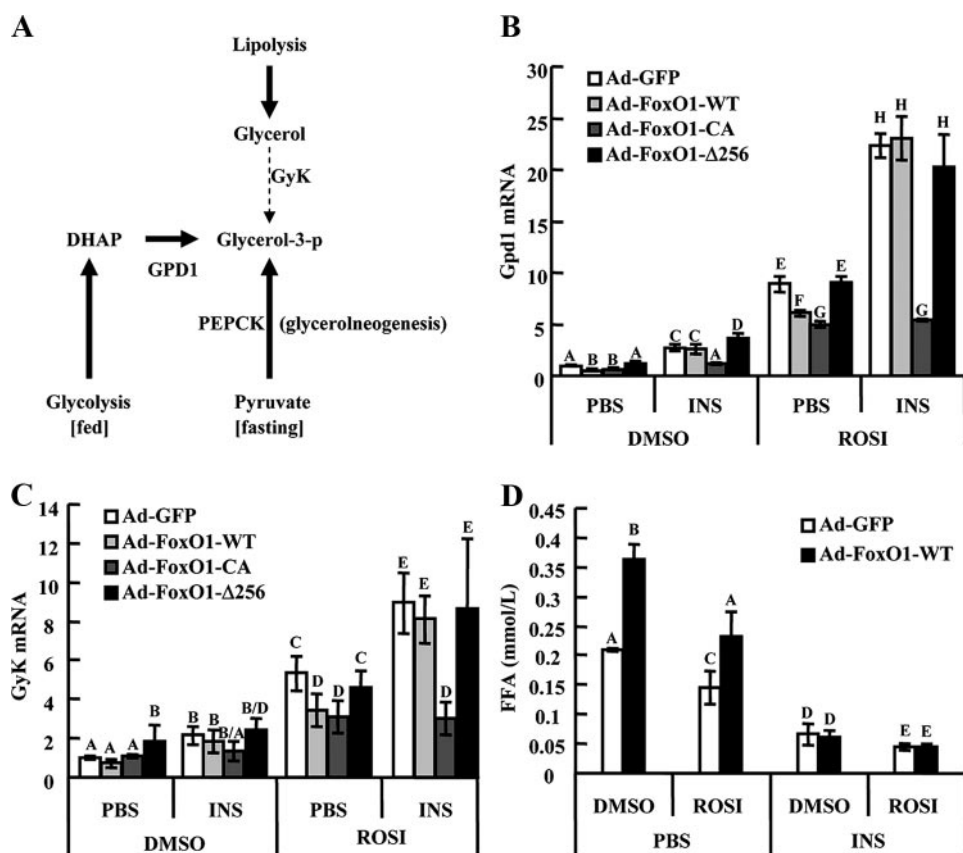 A
Lipolysis
Glycerol
GyK
DHAP
Glycerol-3-p
GPD1
PEPCK (glycerolneogenesis)
Glycolysis
[fed]
Pyruvate
[fasting]
B
Gpd1 mRNA
30
25
20
15
10
5
0
Ad-GFP
Ad-FoxO1-WT
Ad-FoxO1-CA
Ad-FoxO1-Δ256
A B B A
C C A D
E F G E
H H G H
PBS INS PBS INS
DMSO ROSI
C
GyK mRNA
14
12
10
8
6
4
2
0
Ad-GFP
Ad-FoxO1-WT
Ad-FoxO1-CA
Ad-FoxO1-Δ256
A A A B
B B B/A B/D
C D D C
E E D E
PBS INS PBS INS
DMSO ROSI
D
FFA (mmol/L)
0.45
0.4
0.35
0.3
0.25
0.2
0.15
0.1
0.05
0
Ad-GFP
Ad-FoxO1-WT
A B
C A
D D
E E
DMSO ROSI DMSO ROSI
PBS INS